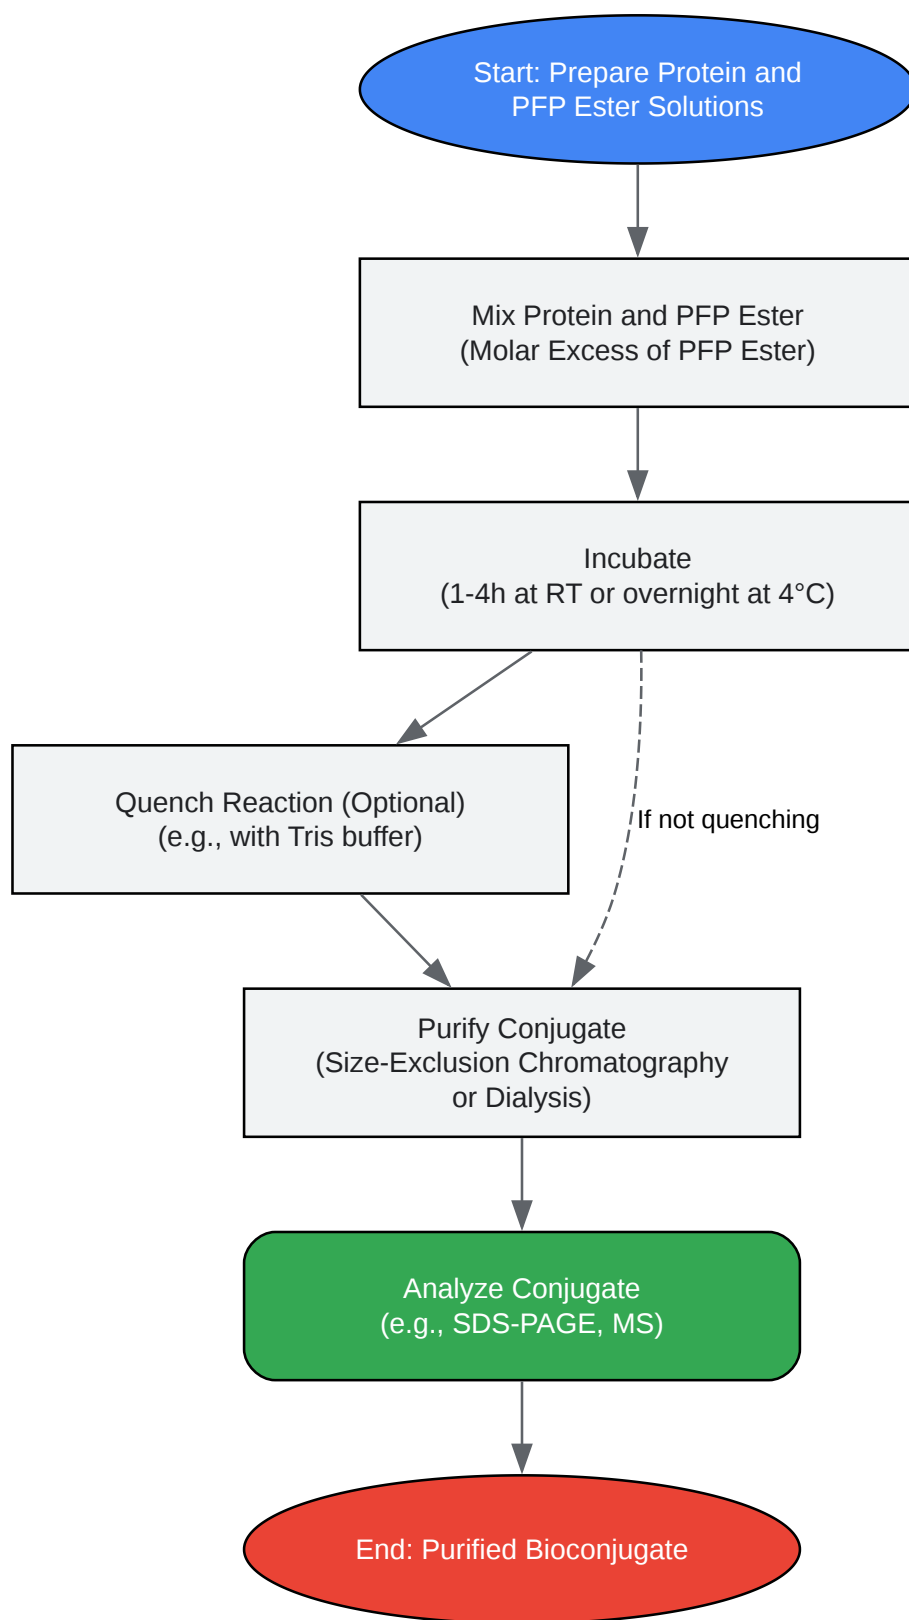 Start: Prepare Protein and
PFP Ester Solutions
Mix Protein and PFP Ester
(Molar Excess of PFP Ester)
Incubate
(1-4h at RT or overnight at 4°C)
Quench Reaction (Optional)
(e.g., with Tris buffer)
If not quenching
Purify Conjugate
(Size-Exclusion Chromatography
or Dialysis)
Analyze Conjugate
(e.g., SDS-PAGE, MS)
End: Purified Bioconjugate